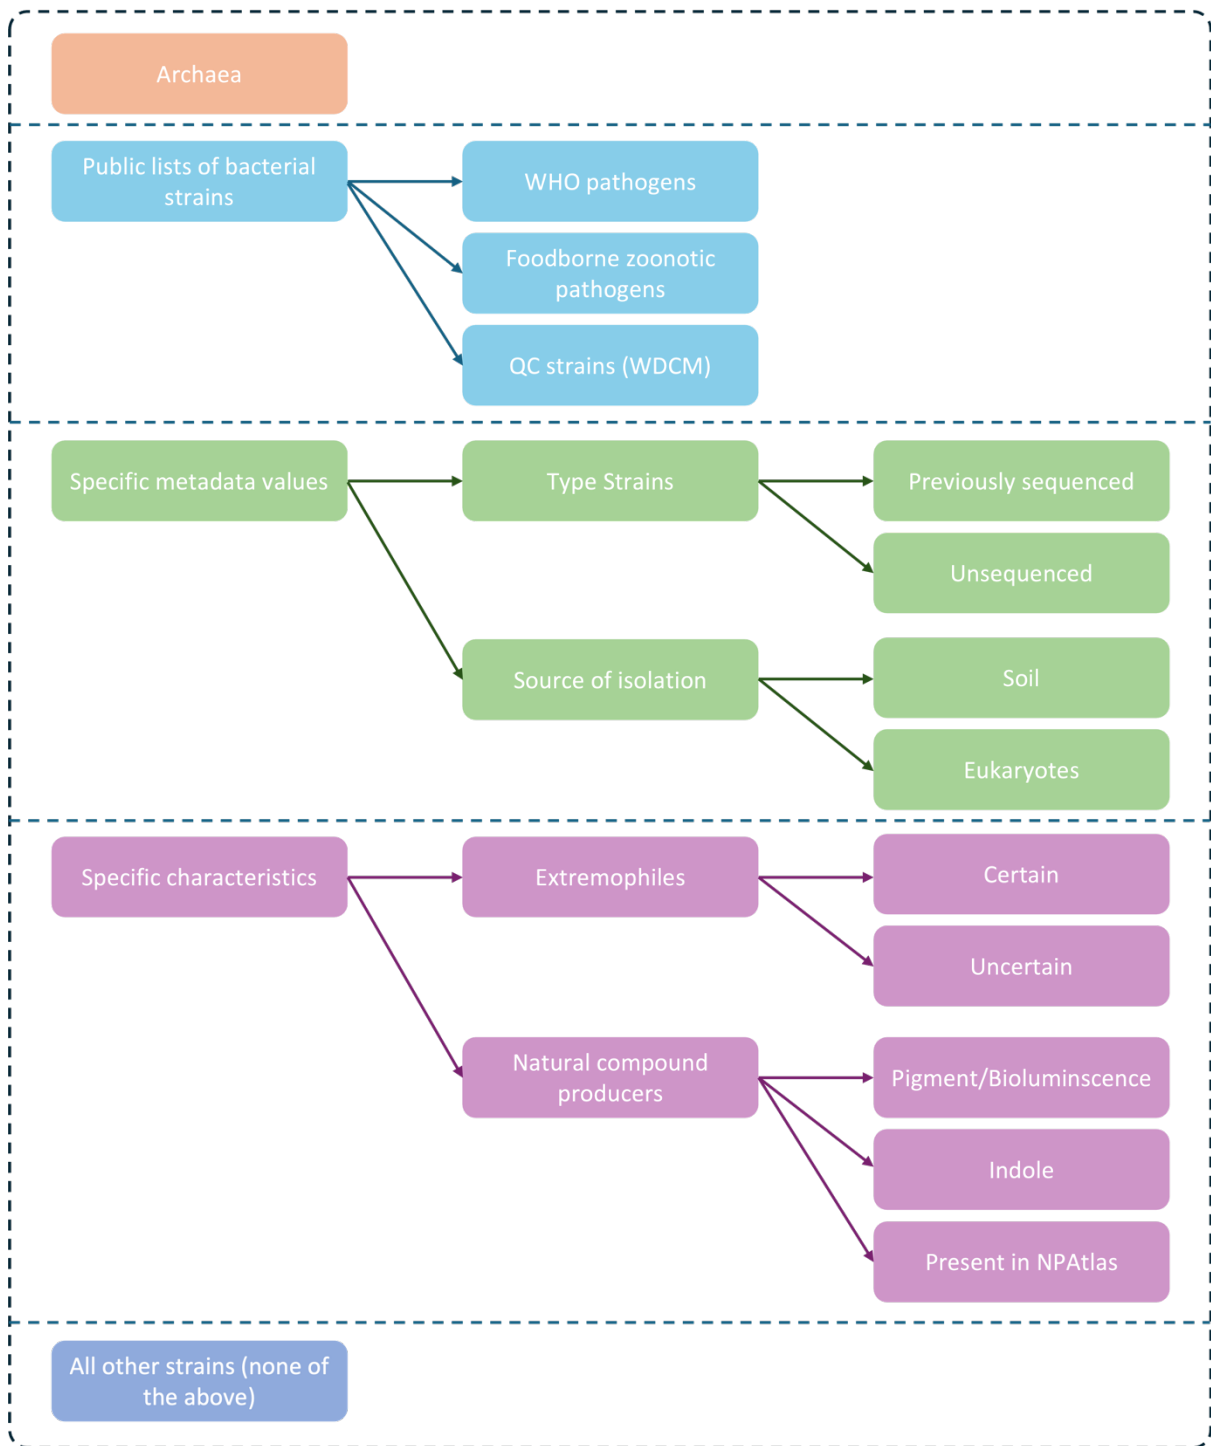 Archaea
Public lists of bacterial
strains
WHO pathogens
Foodborne zoonotic
pathogens
QC strains (WDCM)
Specific metadata values
Type Strains
Previously sequenced
Unsequenced
Source of isolation
Soil
Eukaryotes
Specific characteristics
Extremophiles
Certain
Uncertain
Natural compound
producers
Pigment/Bioluminscence
Indole
Present in NPAtlas
All other strains (none of
the above)